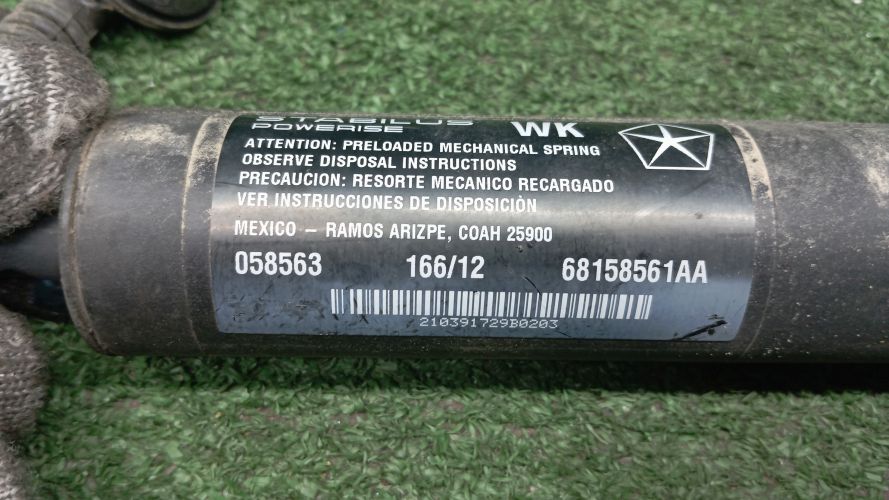 STABILUS
POWERISE WK
ATTENTION: PRELOADED MECHANICAL SPRING
OBSERVE DISPOSAL INSTRUCTIONS
PRECAUCION: RESORTE MECANICO RECARGADO
VER INSTRUCCIONES DE DISPOSICIÒN
MEXICO – RAMOS ARIZPE, COAH 25900
058563 166/12 68158561AA
210391729B0203